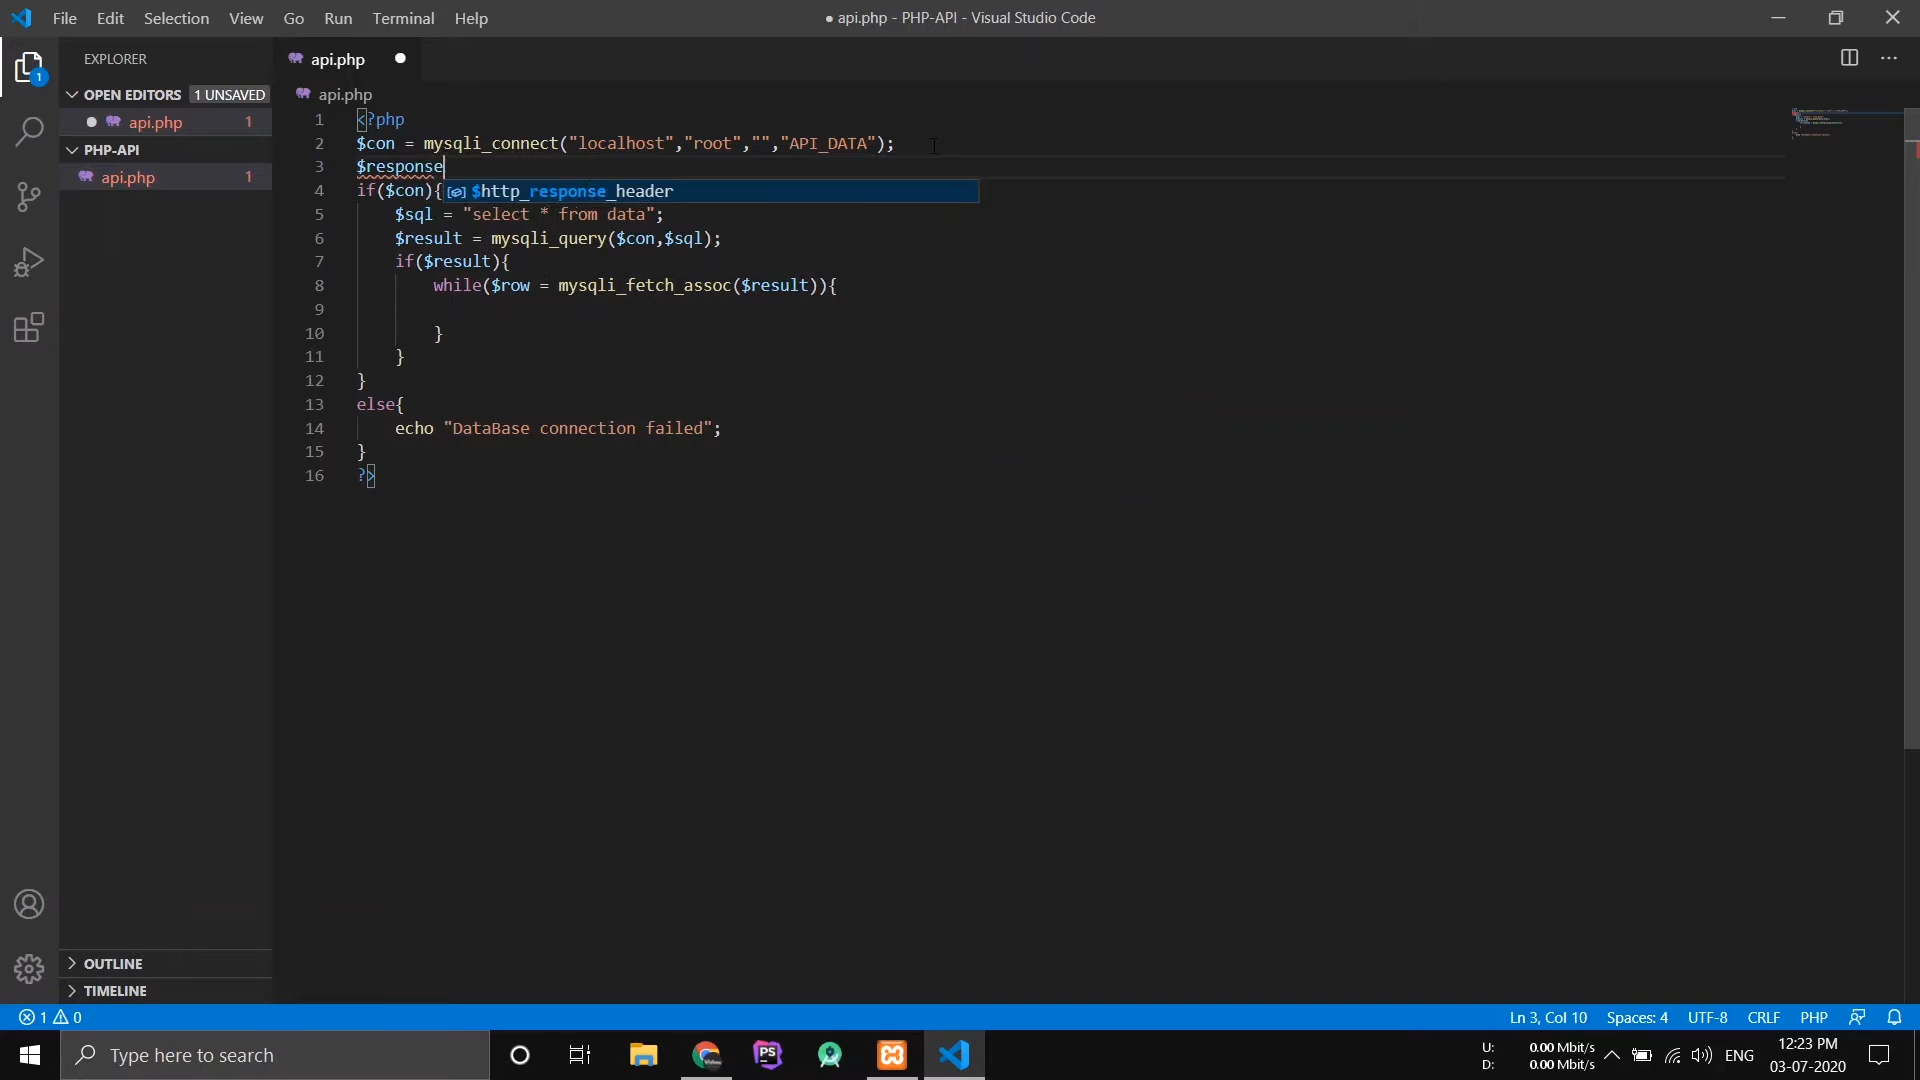 File Edit Selection View Go Run Terminal Help
● api.php - PHP-API - Visual Studio Code
EXPLORER
OPEN EDITORS 1 UNSAVED
● api.php 1
PHP-API
api.php 1
OUTLINE
TIMELINE
1
api.php ●
api.php
1 <?php
2 $con = mysqli_connect("localhost","root","","API_DATA");
3 $response
4 if($con){
$http_response_header
5 $sql = "select * from data";
6 $result = mysqli_query($con,$sql);
7 if($result){
8 while($row = mysqli_fetch_assoc($result)){
9
10 }
11 }
12 }
13 else{
14 echo "DataBase connection failed";
15 }
16 ?>
1 0
Ln 3, Col 10 Spaces: 4 UTF-8 CRLF PHP
Type here to search
PS
U: 0.00 Mbit/s
D: 0.00 Mbit/s
ENG
12:23 PM
03-07-2020